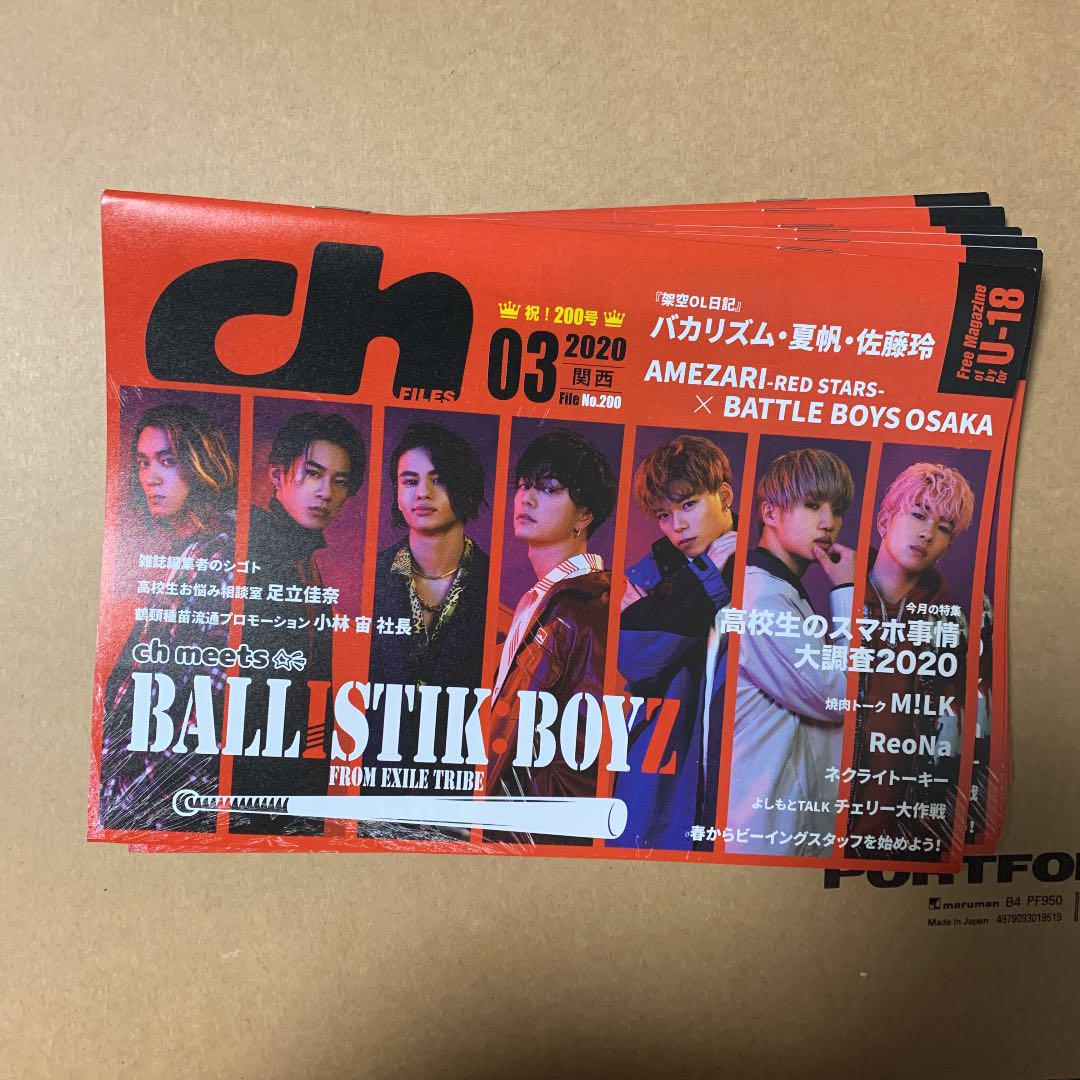 ch
FILES
祝!200号
03
2020
関西
File No.200
『架空OL日記』
バカリズム・夏帆・佐藤玲
AMEZARI-RED STARS-
× BATTLE BOYS OSAKA
Free Magazine
of
by
for
U-18
雑誌編集者のシゴト
高校生お悩み相談室 足立佳奈
鶴頸種苗流通プロモーション 小林 宙 社長
ch meets
BALLISTIK BOYZ
FROM EXILE TRIBE
今月の特集
高校生のスマホ事情
大調査2020
焼肉トーク M!LK
ReoNa
ネクライトーキー
よしもとTALK チェリー大作戦
春からビーイングスタッフを始めよう!
maruman B4 PF950
Made in Japan 4979093019519